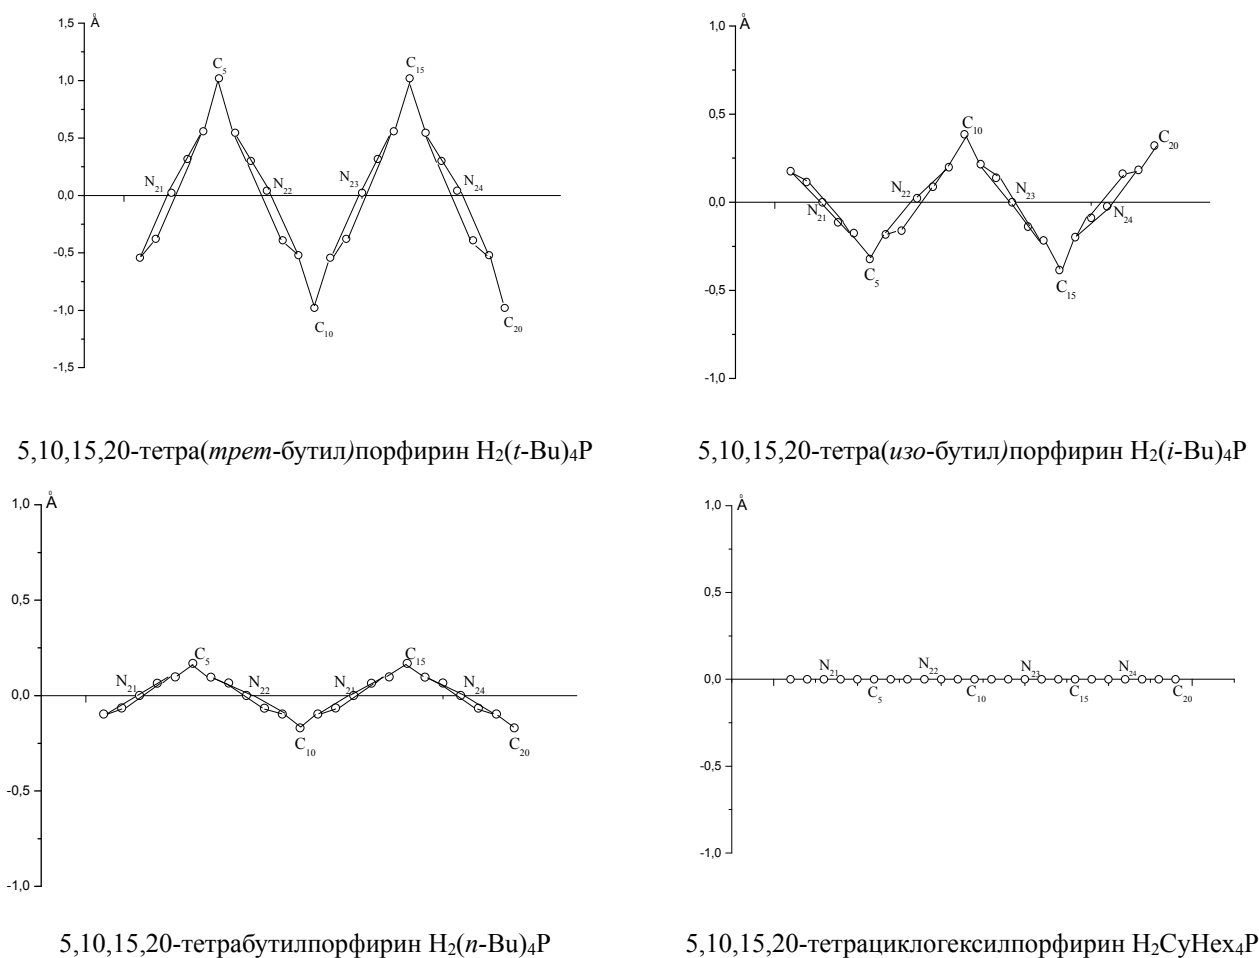 1,5
Å
1,0
0,5
0,0
-0,5
-1,0
-1,5
C5
C15
N21
N22
N23
N24
C10
C20
5,10,15,20-тетра(трет-бутил)порфирин H2(t-Bu)4P
1,0
Å
0,5
0,0
-0,5
-1,0
C10
C20
N22
N23
N21
N24
C5
C15
5,10,15,20-тетра(изо-бутил)порфирин H2(i-Bu)4P
1,0
Å
0,5
0,0
-0,5
-1,0
C5
C15
N21
N22
N21
N24
C10
C20
5,10,15,20-тетрабутилпорфирин H2(n-Bu)4P
1,0
Å
0,5
0,0
-0,5
-1,0
N21
N22
N23
N24
C5
C10
C15
C20
5,10,15,20-тетрациклогексилпорфирин H2CyHex4P